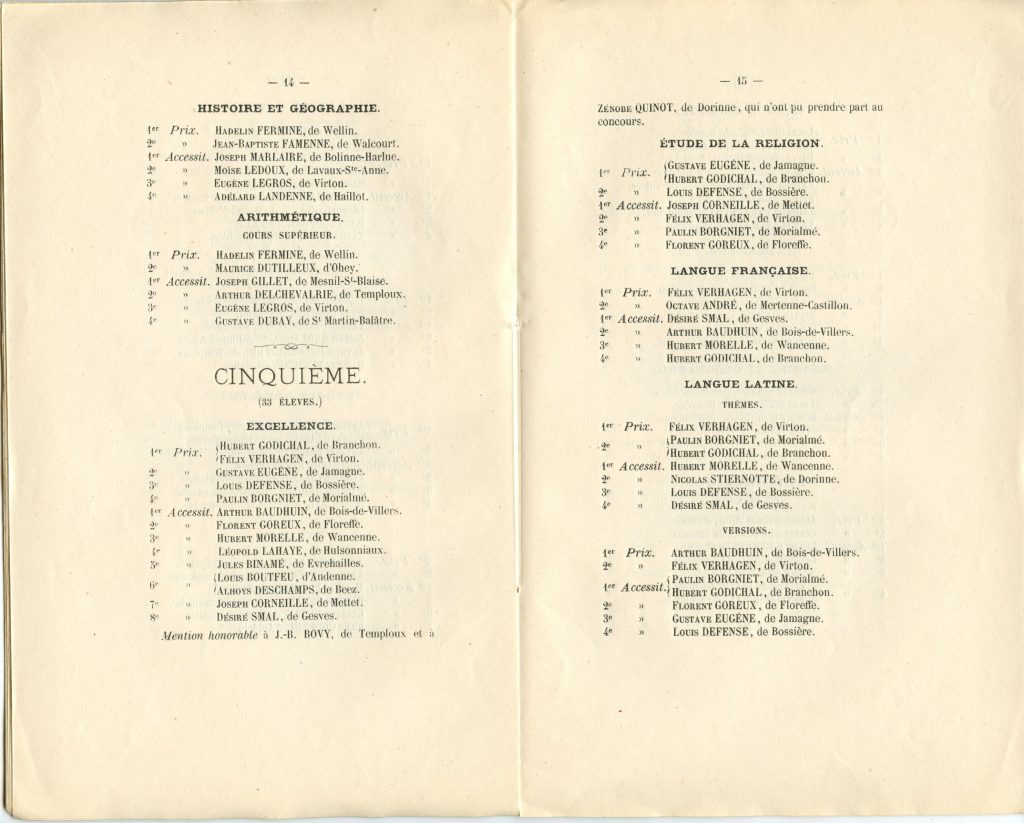 — 14 —
HISTOIRE ET GÉOGRAPHIE.
1er Prix. HADELIN FERMINE, de Wellin.
2e » JEAN-BAPTISTE FAMENNE, de Walcourt.
1er Accessit. JOSEPH MARLAIRE, de Bolinne-Harlue.
2e » MOÏSE LEDOUX, de Lavaux-Ste-Anne.
3e » EUGÈNE LEGROS, de Virton.
4e » ADÉLARD LANDENNE, de Haillot.
ARITHMÉTIQUE.
COURS SUPÉRIEUR.
1er Prix. HADELIN FERMINE, de Wellin.
2e » MAURICE DUTILLEUX, d'Ohey.
1er Accessit. JOSEPH GILLET, de Mesnil-St-Blaise.
2e » ARTHUR DELCHEVALRIE, de Temploux.
3e » EUGÈNE LEGROS, de Virton.
4e » GUSTAVE DUBAY, de St Martin-Balâtre.
CINQUIÈME.
(33 ÉLÈVES.)
EXCELLENCE.
1er Prix. HUBERT GODICHAL, de Branchon.
FÉLIX VERHAGEN, de Virton.
2e » GUSTAVE EUGÈNE, de Jamagne.
3e » LOUIS DEFENSE, de Bossière.
4e » PAULIN BORGNIET, de Morialmé.
1er Accessit. ARTHUR BAUDHUIN, de Bois-de-Villers.
2e » FLORENT GOREUX, de Floreffe.
3e » HUBERT MORELLE, de Wancenne.
4e » LÉOPOLD LAHAYE, de Hulsonniaux.
5e » JULES BINAMÉ, de Evrehailles.
6e » LOUIS BOUTFEU, d'Andenne.
ALHOYS DESCHAMPS, de Beez.
7e » JOSEPH CORNEILLE, de Mettet.
8e » DÉSIRÉ SMAL, de Gesves.
Mention honorable à J.-B. BOVY, de Temploux et à
— 15 —
ZÉNOBE QUINOT, de Dorinne, qui n'ont pu prendre part au
concours.
ÉTUDE DE LA RELIGION.
1er Prix. GUSTAVE EUGÈNE, de Jamagne.
HUBERT GODICHAL, de Branchon.
2e » LOUIS DEFENSE, de Bossière.
1er Accessit. JOSEPH CORNEILLE, de Mettet.
2e » FÉLIX VERHAGEN, de Virton.
3e » PAULIN BORGNIET, de Morialmé.
4e » FLORENT GOREUX, de Floreffe.
LANGUE FRANÇAISE.
1er Prix. FÉLIX VERHAGEN, de Virton.
2e » OCTAVE ANDRÉ, de Mertenne-Castillon.
1er Accessit. DÉSIRÉ SMAL, de Gesves.
2e » ARTHUR BAUDHUIN, de Bois-de-Villers.
3e » HUBERT MORELLE, de Wancenne.
4e » HUBERT GODICHAL, de Branchon.
LANGUE LATINE.
THÈMES.
1er Prix. FÉLIX VERHAGEN, de Virton.
2e » PAULIN BORGNIET, de Morialmé.
HUBERT GODICHAL, de Branchon.
1er Accessit. HUBERT MORELLE, de Wancenne.
2e » NICOLAS STIERNOTTE, de Dorinne.
3e » LOUIS DEFENSE, de Bossière.
4e » DÉSIRÉ SMAL, de Gesves.
VERSIONS.
1er Prix. ARTHUR BAUDHUIN, de Bois-de-Villers.
2e » FÉLIX VERHAGEN, de Virton.
1er Accessit. PAULIN BORGNIET, de Morialmé.
HUBERT GODICHAL, de Branchon.
2e » FLORENT GOREUX, de Floreffe.
3e » GUSTAVE EUGÈNE, de Jamagne.
4e » LOUIS DEFENSE, de Bossière.